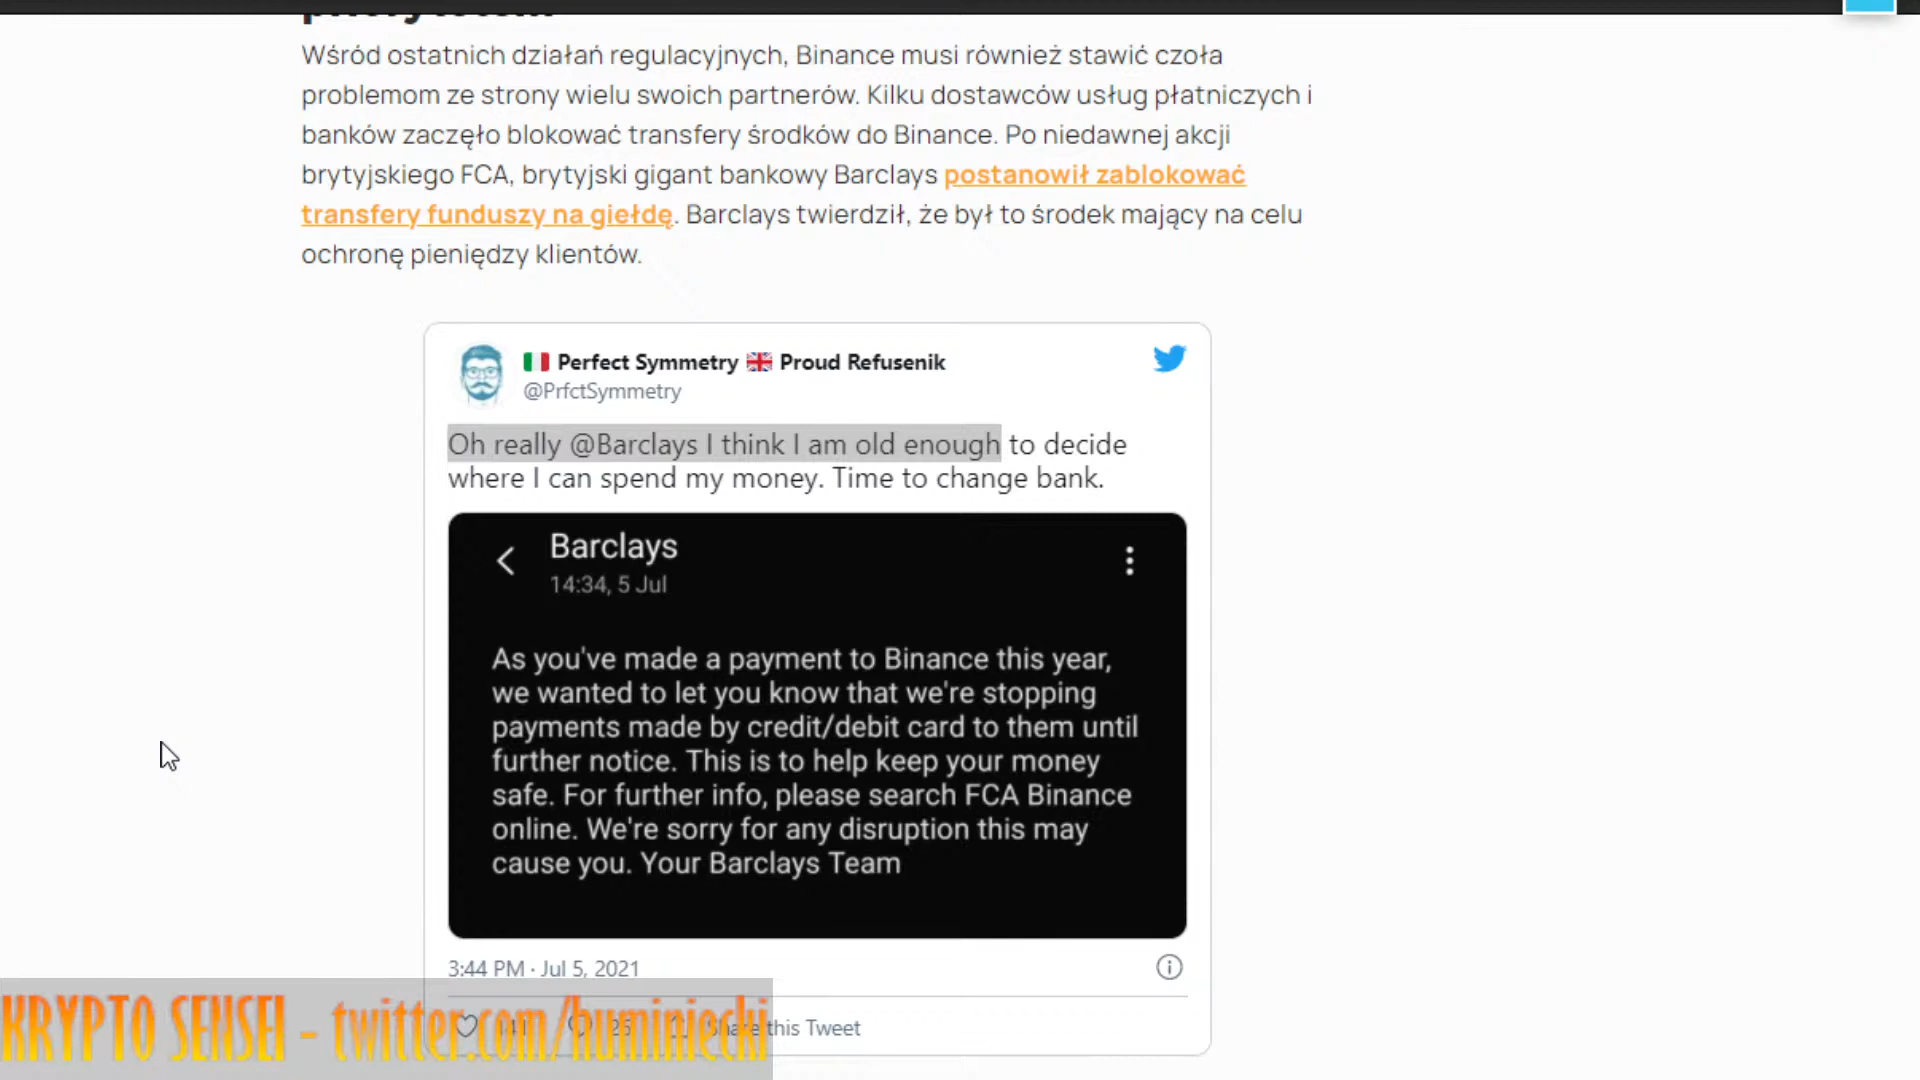 Wśród ostatnich działań regulacyjnych, Binance musi również stawić czoła
problemom ze strony wielu swoich partnerów. Kilku dostawców usług płatniczych i
banków zaczęło blokować transfery środków do Binance. Po niedawnej akcji
brytyjskiego FCA, brytyjski gigant bankowy Barclays postanowił zablokować
transfery funduszy na giełdę. Barclays twierdził, że był to środek mający na celu
ochronę pieniędzy klientów.
Perfect Symmetry Proud Refusenik
@PrfctSymmetry
Oh really @Barclays I think I am old enough to decide
where I can spend my money. Time to change bank.
Barclays
14:34, 5 Jul
As you've made a payment to Binance this year,
we wanted to let you know that we're stopping
payments made by credit/debit card to them until
further notice. This is to help keep your money
safe. For further info, please search FCA Binance
online. We're sorry for any disruption this may
cause you. Your Barclays Team
3:44 PM · Jul 5, 2021
Share this Tweet
KRYPTO SENSEI - twitter.com/huminiecki